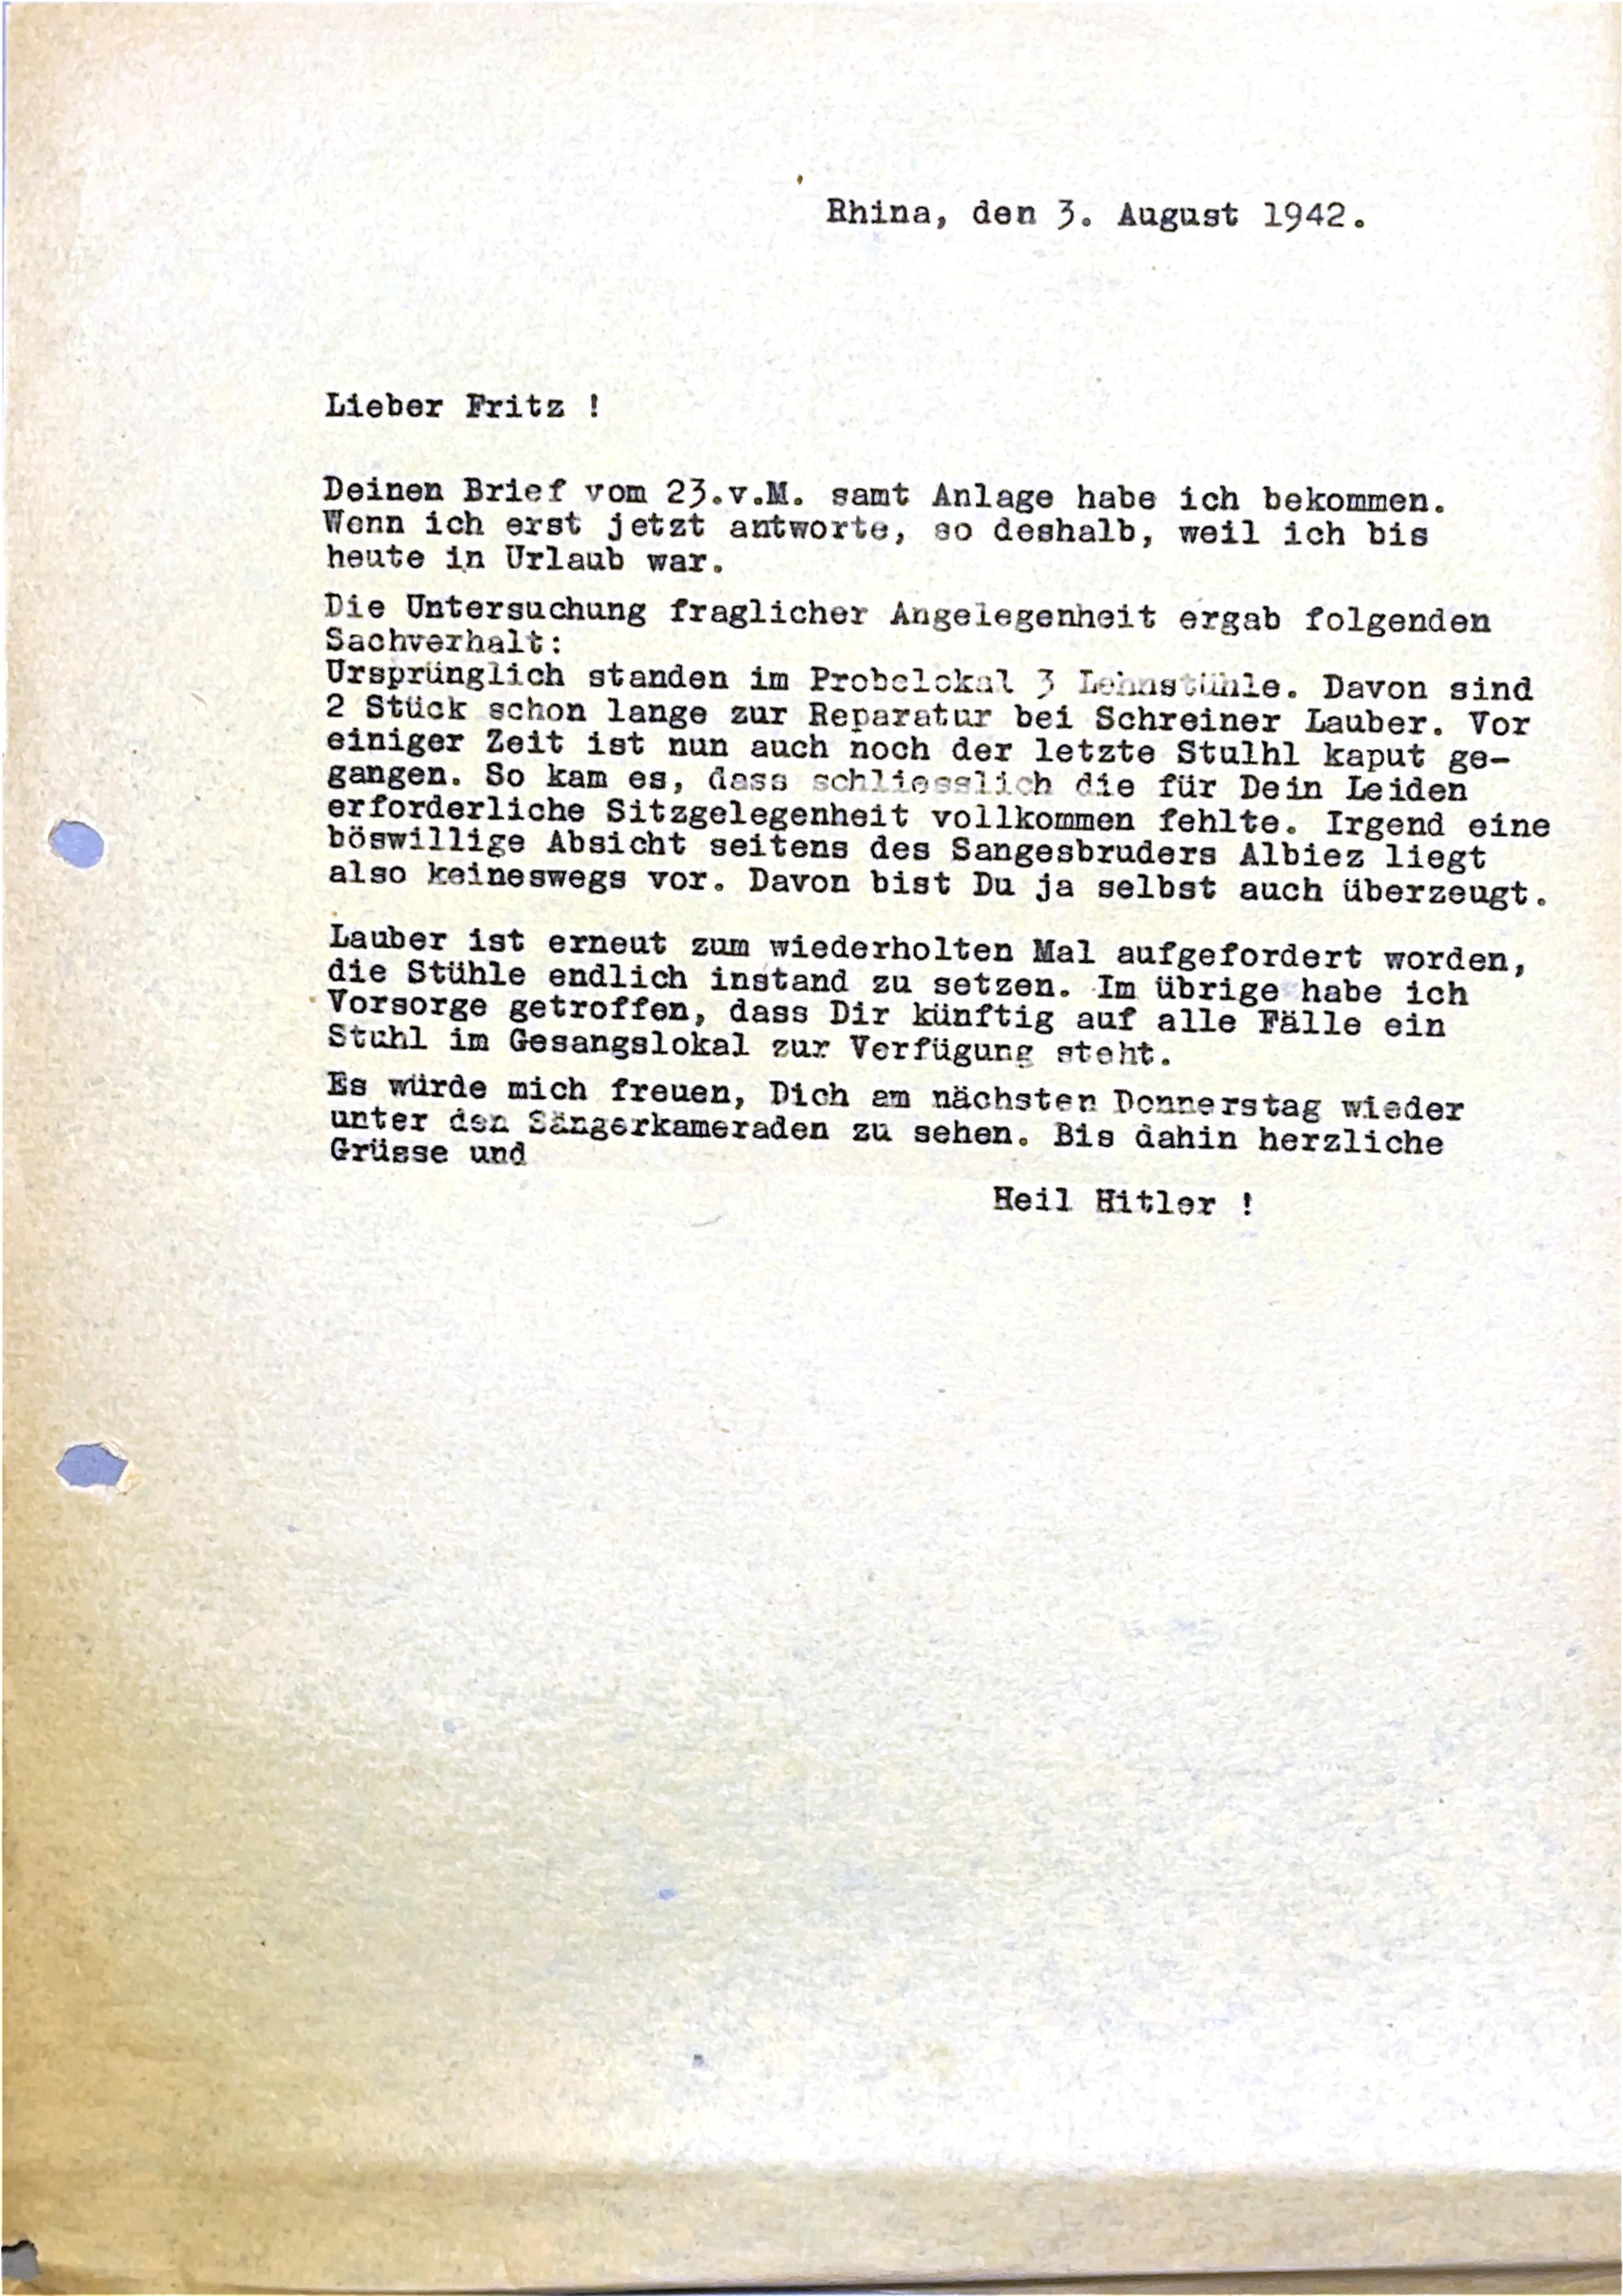 Rhina, den 3. August 1942.
Lieber Fritz !
Deinen Brief vom 23.v.M. samt Anlage habe ich bekommen.
Wenn ich erst jetzt antworte, so deshalb, weil ich bis
heute in Urlaub war.
Die Untersuchung fraglicher Angelegenheit ergab folgenden
Sachverhalt:
Ursprünglich standen im Probelokal 3 Lehnstühle. Davon sind
2 Stück schon lange zur Reparatur bei Schreiner Lauber. Vor
einiger Zeit ist nun auch noch der letzte Stulhl kaput ge-
gangen. So kam es, dass schliesslich die für Dein Leiden
erforderliche Sitzgelegenheit vollkommen fehlte. Irgend eine
böswillige Absicht seitens des Sangesbruders Albiez liegt
also keineswegs vor. Davon bist Du ja selbst auch überzeugt.
Lauber ist erneut zum wiederholten Mal aufgefordert worden,
die Stühle endlich instand zu setzen. Im übrige habe ich
Vorsorge getroffen, dass Dir künftig auf alle Fälle ein
Stuhl im Gesangslokal zur Verfügung steht.
Es würde mich freuen, Dich am nächsten Donnerstag wieder
unter den Sängerkameraden zu sehen. Bis dahin herzliche
Grüsse und
Heil Hitler !